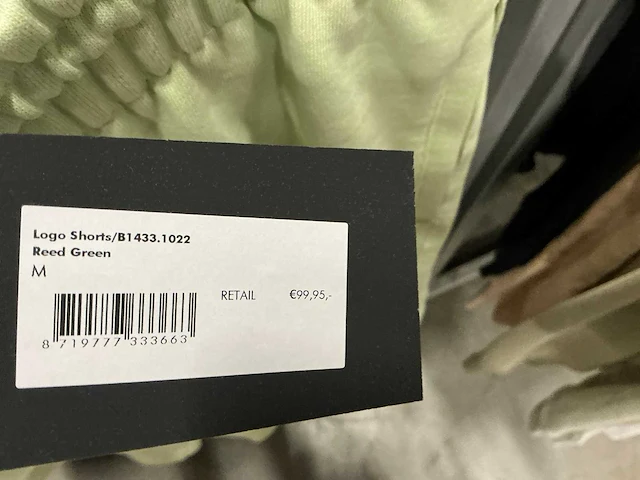 Logo Shorts/B1433.1022
Reed Green
M
RETAIL €99,95,-
8 719777 333663